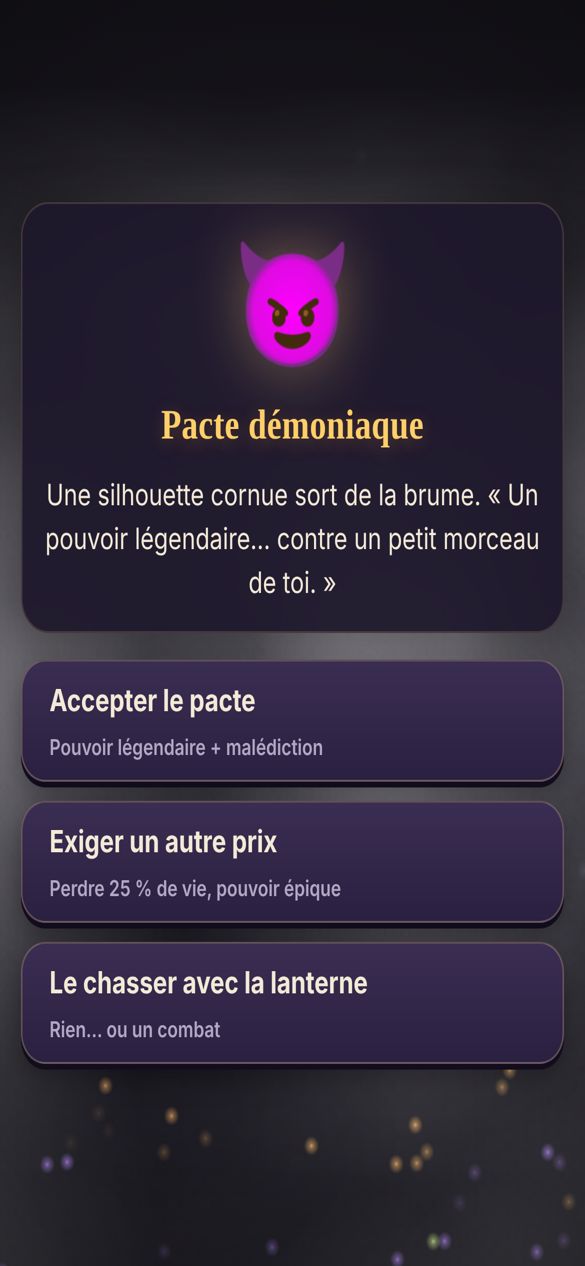 Pacte démoniaque
Une silhouette cornue sort de la brume. « Un
pouvoir légendaire… contre un petit morceau
de toi. »
Accepter le pacte
Pouvoir légendaire + malédiction
Exiger un autre prix
Perdre 25 % de vie, pouvoir épique
Le chasser avec la lanterne
Rien… ou un combat